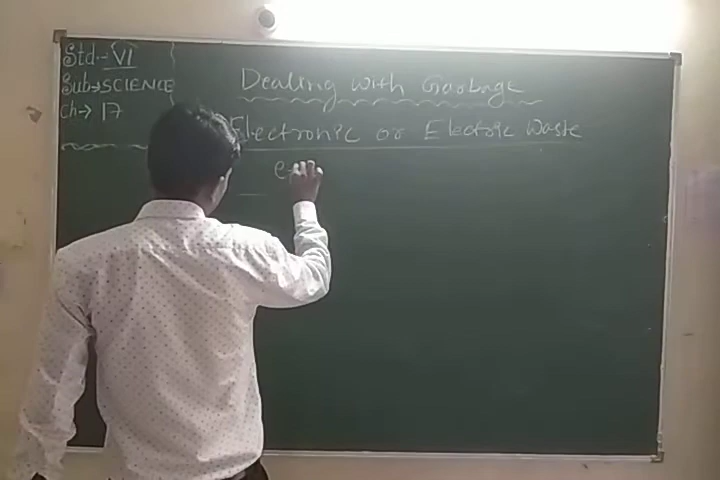 Std- VI
Sub→SCIENCE
Ch→ 17
Dealing with Garbage
Electronic or Electric Waste
e-